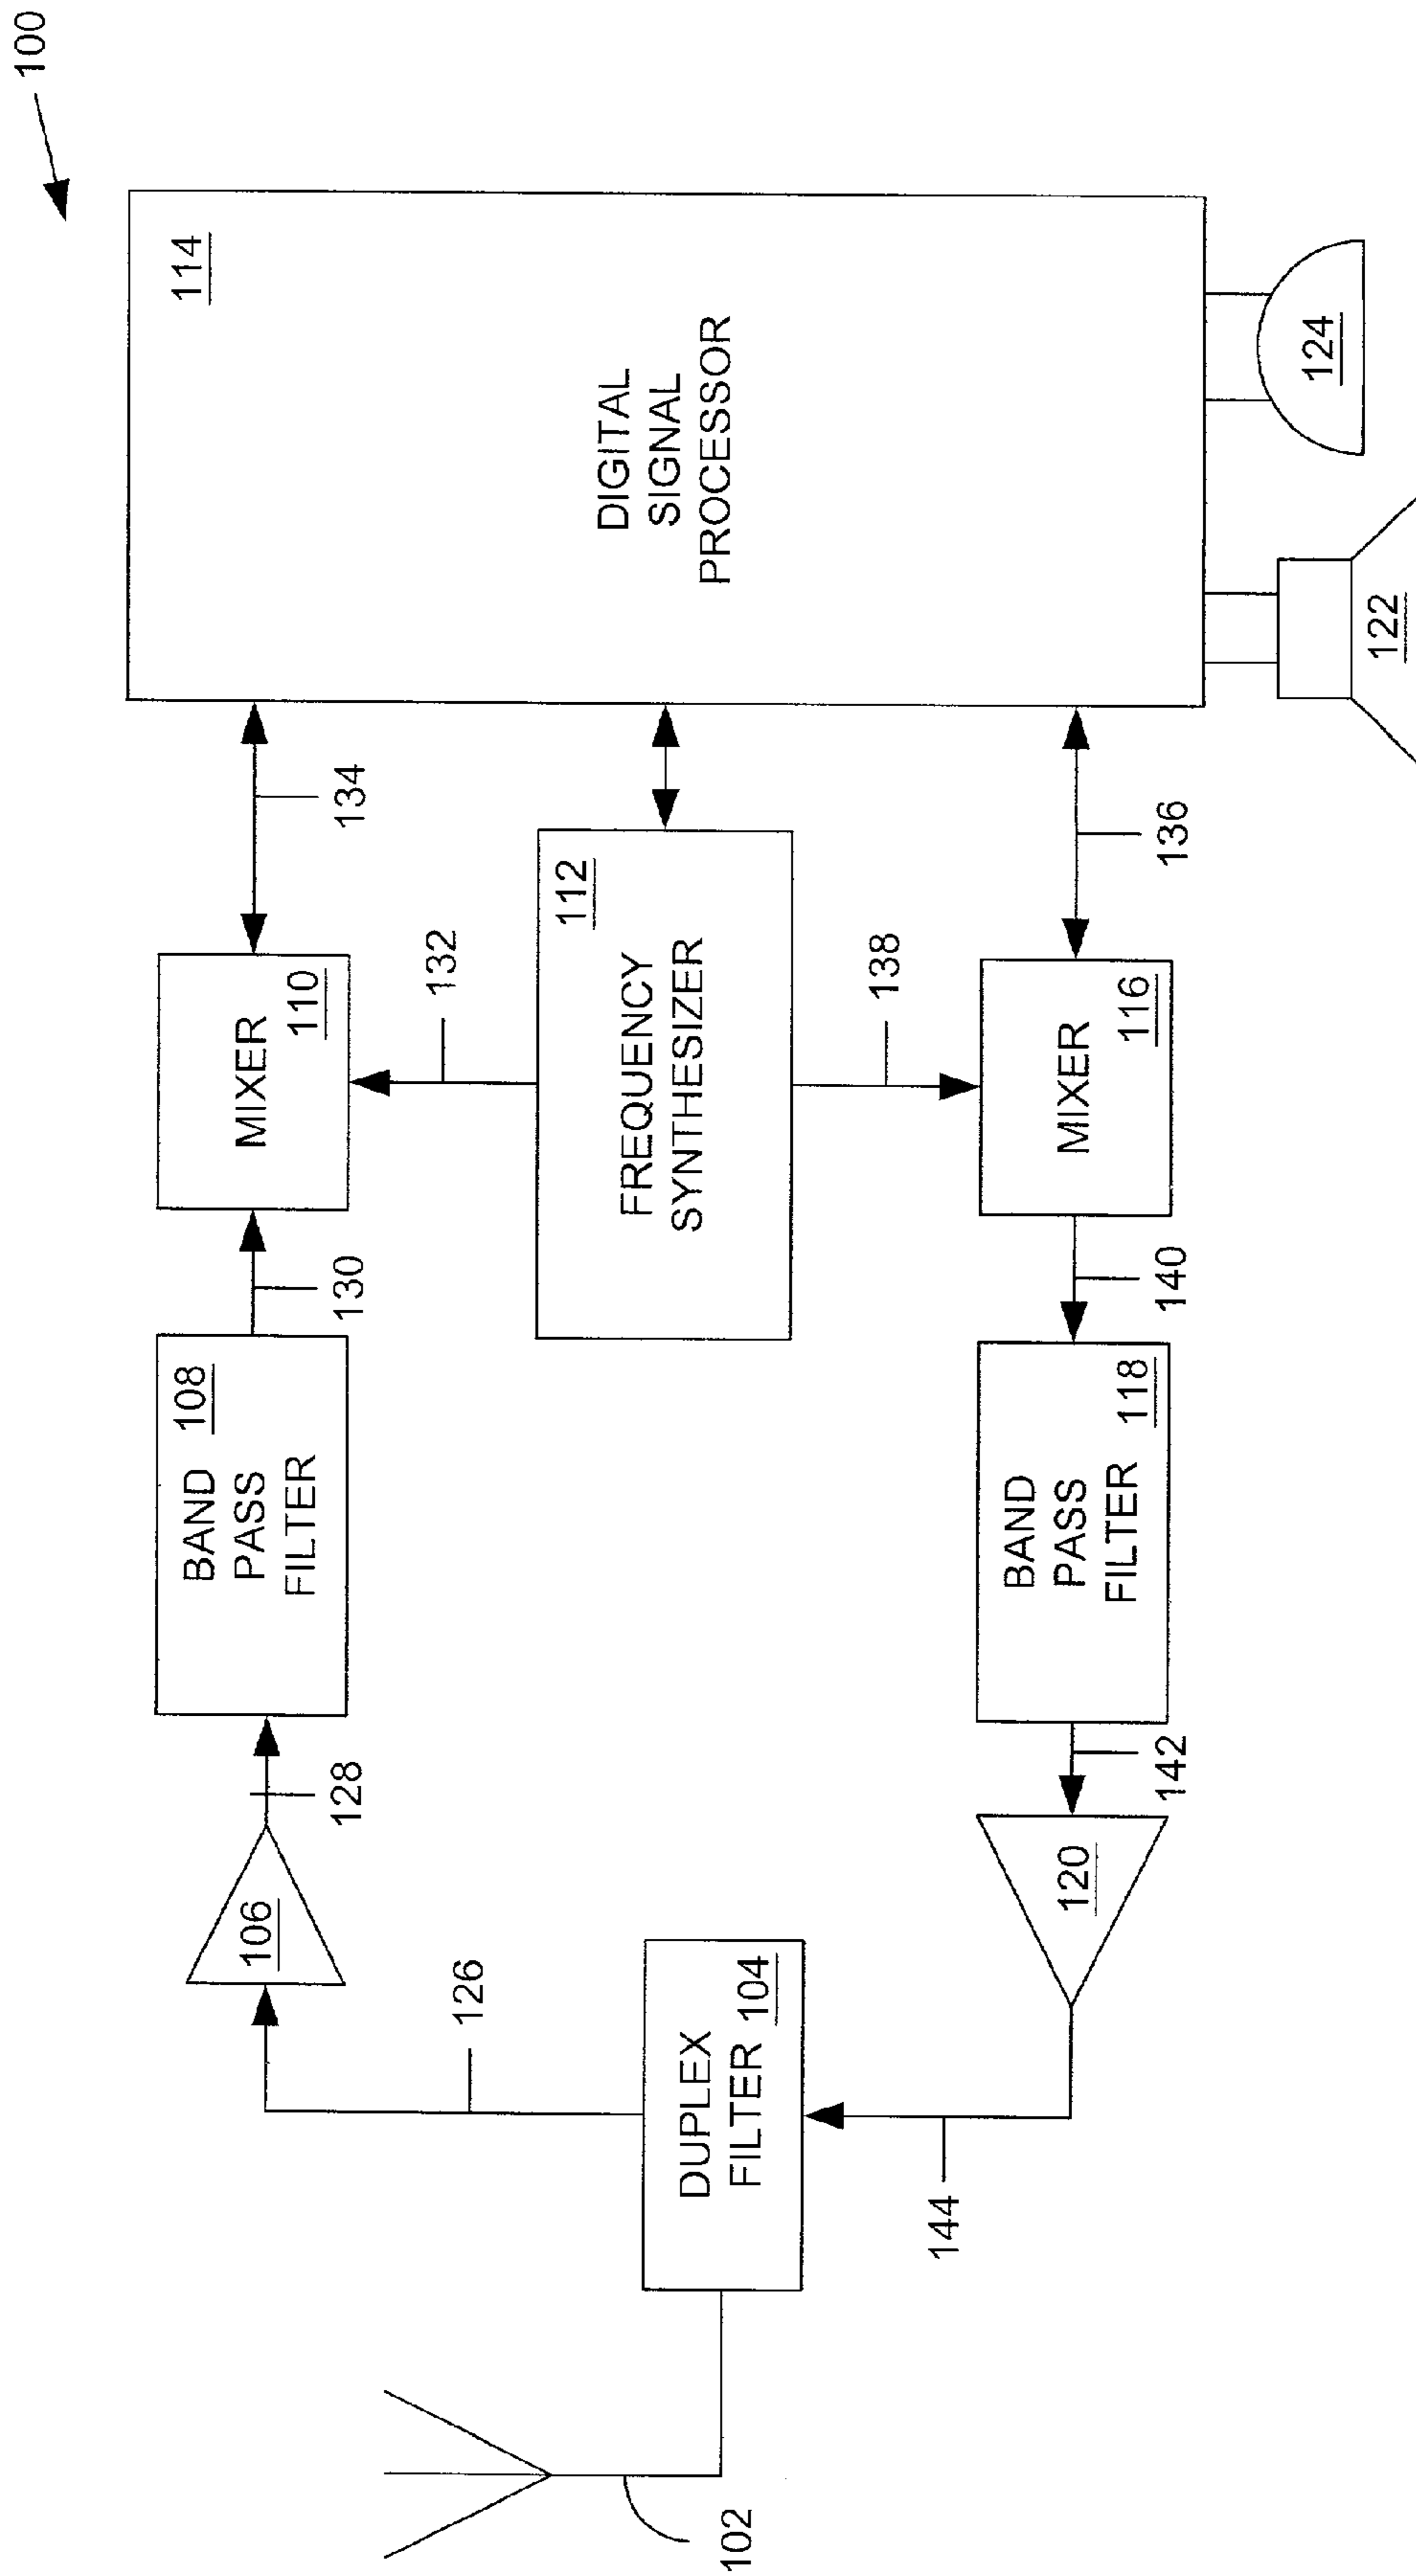 100
114
DIGITAL
SIGNAL
PROCESSOR
124
122
134
136
112
FREQUENCY
SYNTHESIZER
132
138
MIXER
110
MIXER
116
130
140
BAND
PASS
FILTER
108
BAND
PASS
FILTER
118
128
142
106
120
126
144
DUPLEX
FILTER
104
102